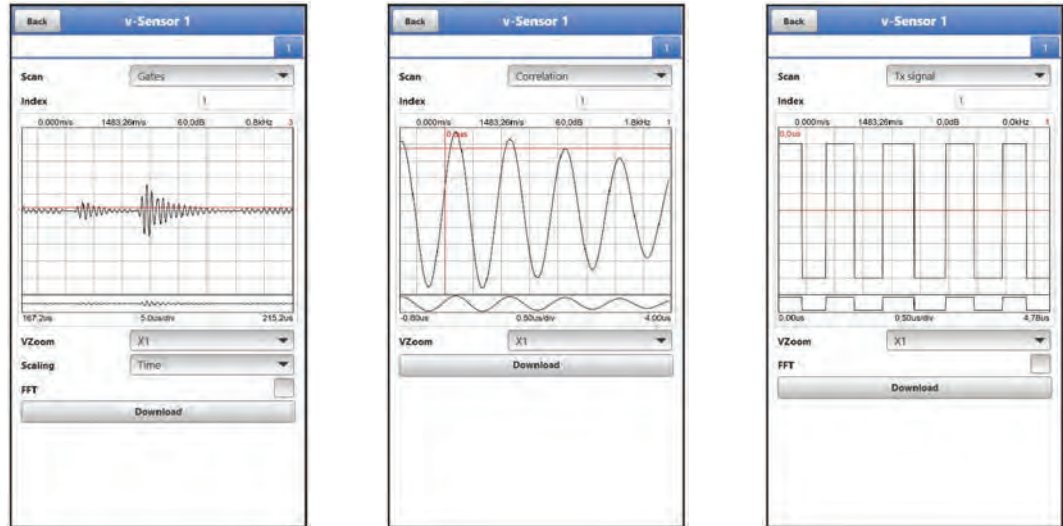 Back v-Sensor 1
1
Scan Gates
Index 1
0.000m/s 1483.26m/s 60.0dB 0.8kHz 3
167.2us 5.0us/div 215.2us
VZoom X1
Scaling Time
FFT
Download
Back v-Sensor 1
1
Scan Correlation
Index 1
0.000m/s 1483.26m/s 60.0dB 1.8kHz 1
0.0us
-0.80us 0.50us/div 4.00us
VZoom X1
Download
Back v-Sensor 1
1
Scan Tx signal
Index 1
0.000m/s 1483.26m/s 0.0dB 0.0kHz 1
0.0us
0.00us 0.50us/div 4.78us
VZoom X1
FFT
Download